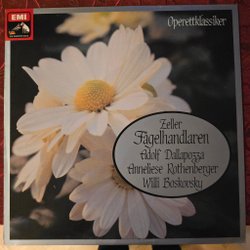 EMI
Operettklassiker
Zeller
Fågelhandlaren
Adolf Dallapozza
Anneliese Rothenberger
Willi Boskovsky